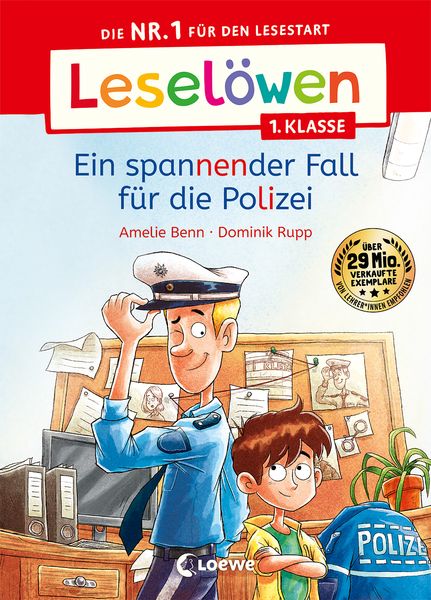 DIE NR. 1 FÜR DEN LESESTART
Leselöwen
1. KLASSE
Ein spannender Fall
für die Polizei
Amelie Benn · Dominik Rupp
ÜBER
29 Mio.
VERKAUFTE
EXEMPLARE
VON LEHRER*INNEN EMPFOHLEN
POLIZE
Loewe